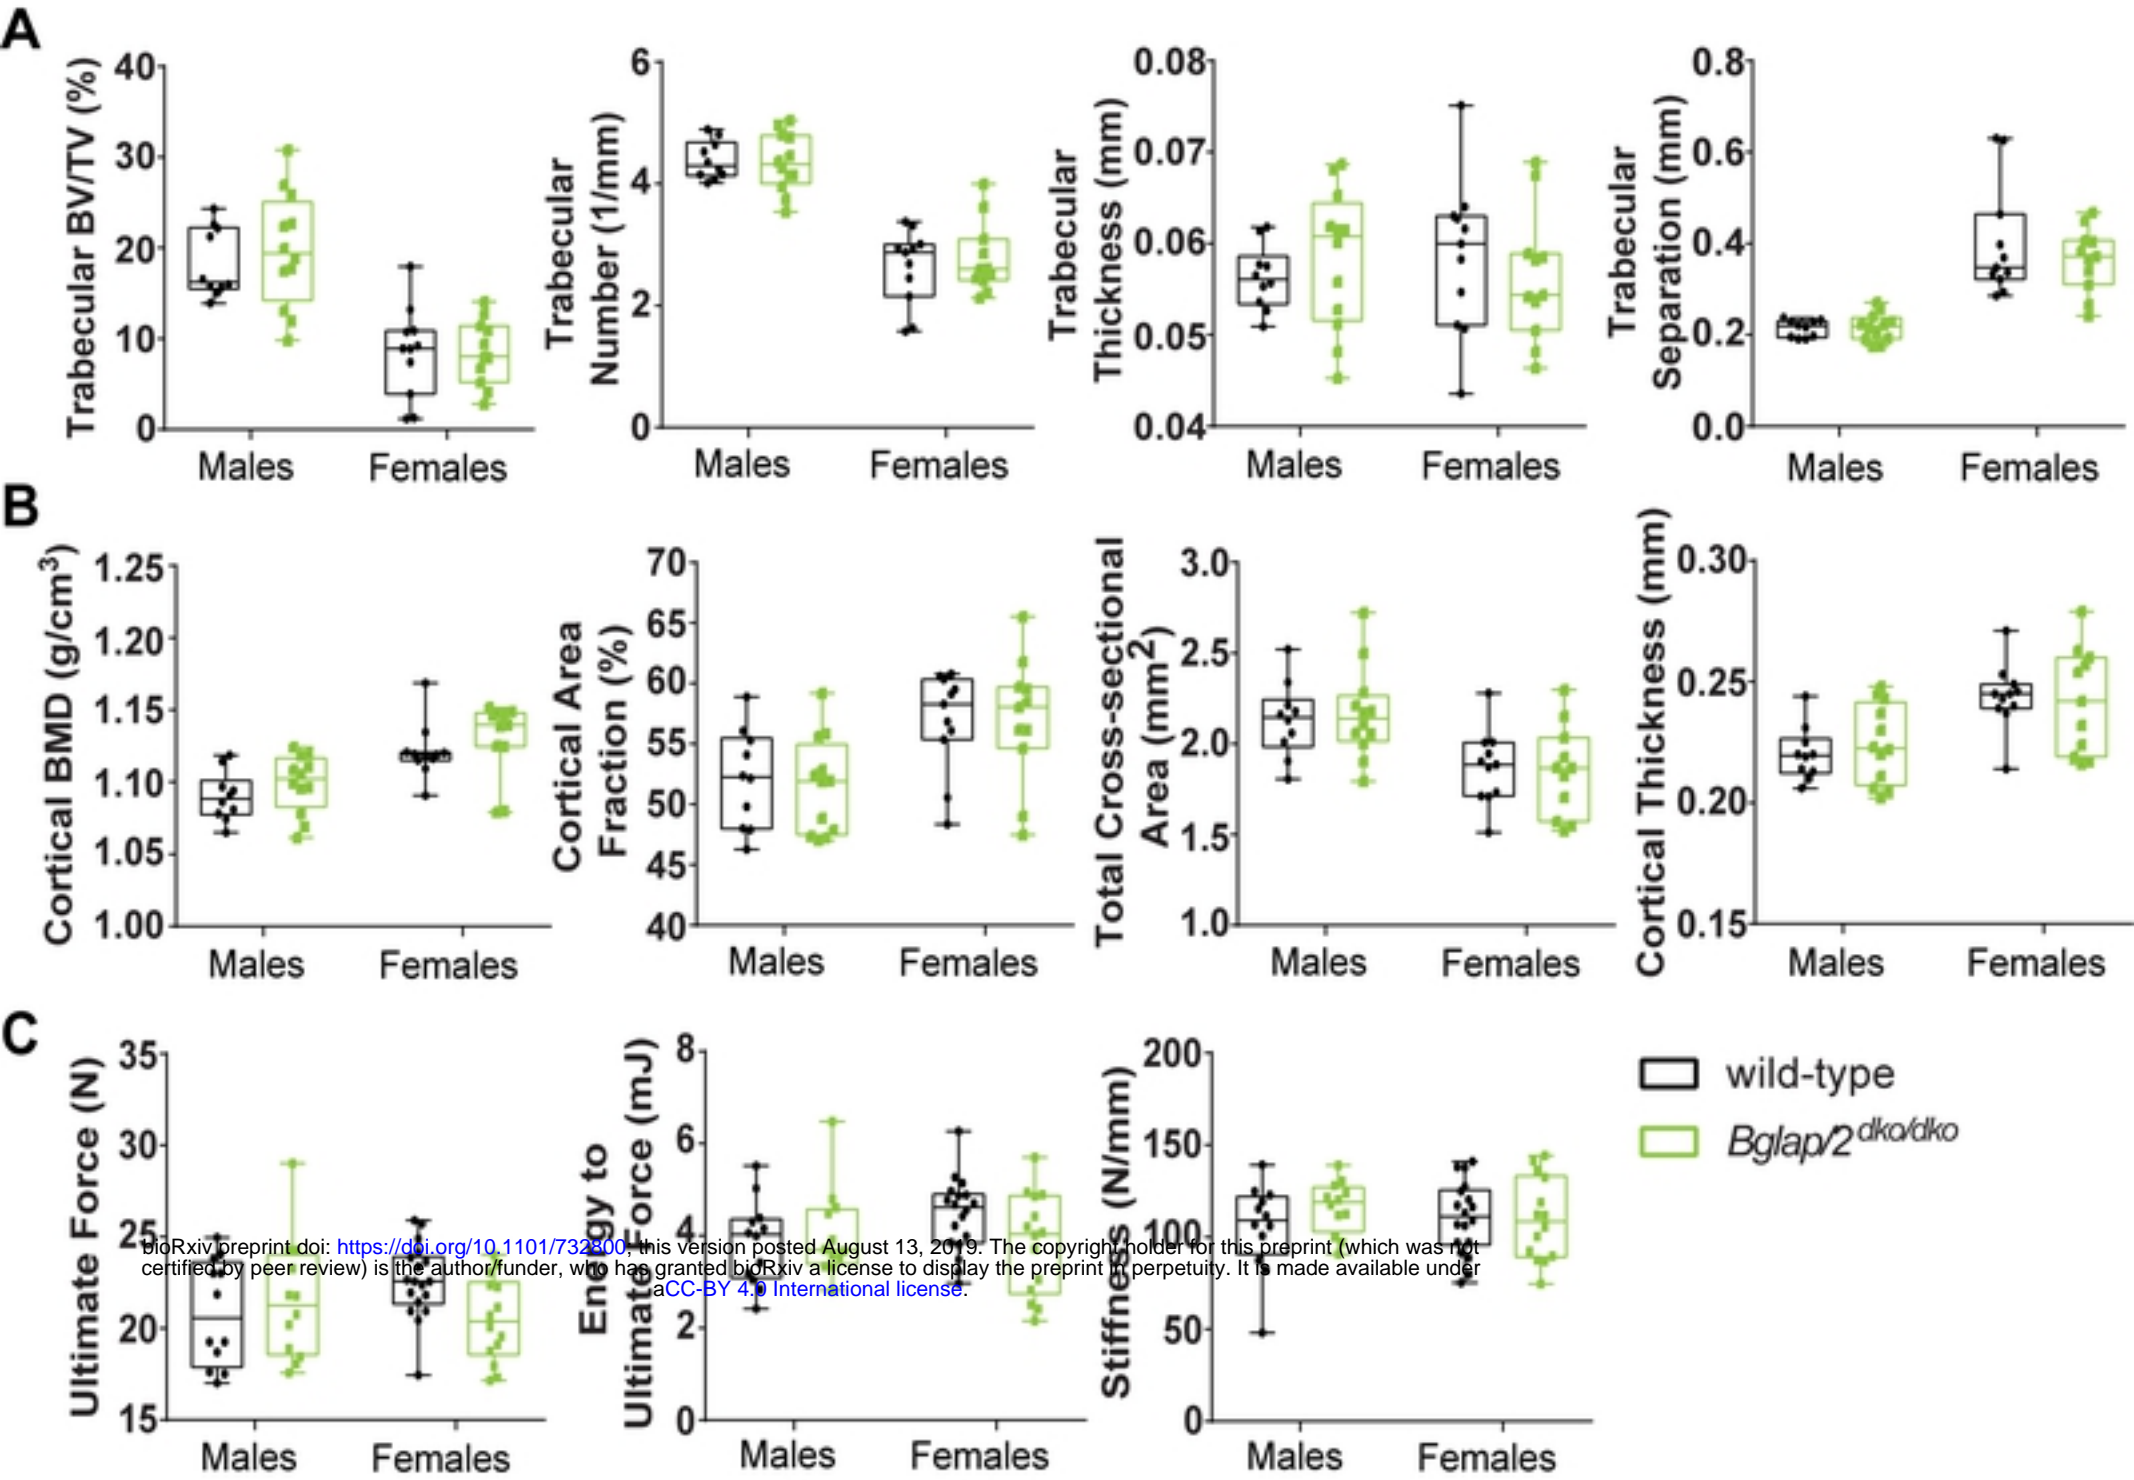 A
Trabecular BV/TV (%)
40
30
20
10
0
Males
Females
Trabecular
Number (1/mm)
6
4
2
0
Males
Females
Trabecular
Thickness (mm)
0.08
0.07
0.06
0.05
0.04
Males
Females
Trabecular
Separation (mm)
0.8
0.6
0.4
0.2
0.0
Males
Females
B
Cortical BMD (g/cm³)
1.25
1.20
1.15
1.10
1.05
1.00
Males
Females
Cortical Area
Fraction (%)
70
65
60
55
50
45
40
Males
Females
Total Cross-sectional
Area (mm²)
3.0
2.5
2.0
1.5
1.0
Males
Females
Cortical Thickness (mm)
0.30
0.25
0.20
0.15
Males
Females
C
Ultimate Force (N)
35
30
25
20
15
Males
Females
Energy to
Ultimate Force (mJ)
8
6
4
2
0
Males
Females
Stiffness (N/mm)
200
150
100
50
0
Males
Females
wild-type
Bglap/2 dko/dko
bioRxiv preprint doi: https://doi.org/10.1101/732800; this version posted August 13, 2019. The copyright holder for this preprint (which was not
certified by peer review) is the author/funder, who has granted bioRxiv a license to display the preprint in perpetuity. It is made available under
aCC-BY 4.0 International license.